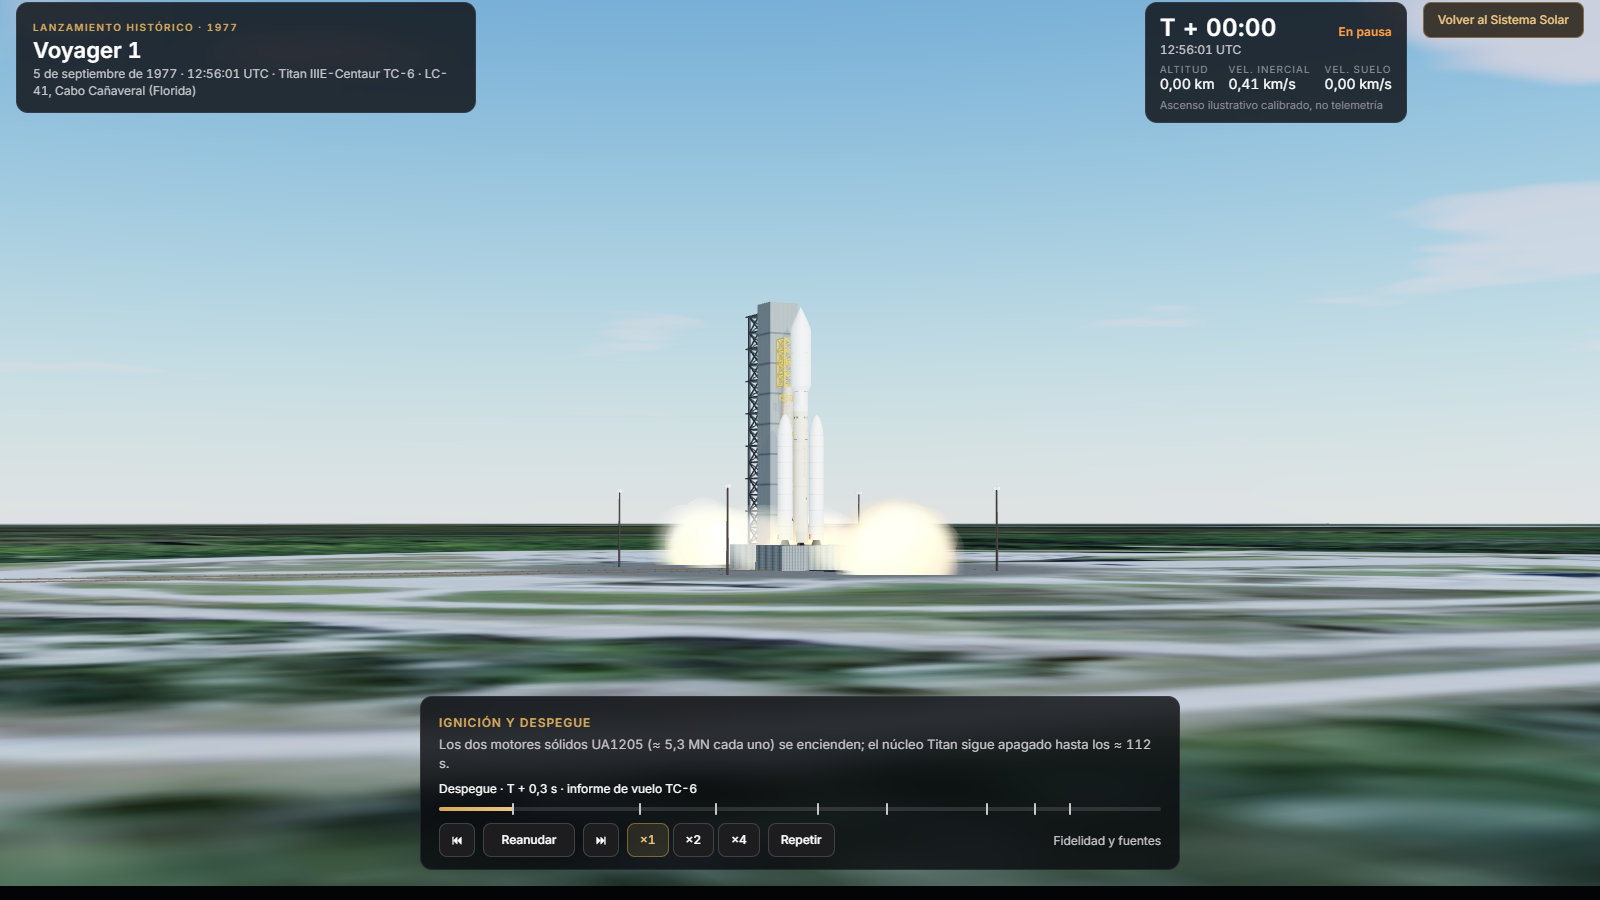 LANZAMIENTO HISTÓRICO · 1977
Voyager 1
5 de septiembre de 1977 · 12:56:01 UTC · Titan IIIE-Centaur TC-6 · LC-
41, Cabo Cañaveral (Florida)
T + 00:00
En pausa
12:56:01 UTC
ALTITUD VEL. INERCIAL VEL. SUELO
0,00 km 0,41 km/s 0,00 km/s
Ascenso ilustrativo calibrado, no telemetría
Volver al Sistema Solar
IGNICIÓN Y DESPEGUE
Los dos motores sólidos UA1205 (≈ 5,3 MN cada uno) se encienden; el núcleo Titan sigue apagado hasta los ≈ 112
s.
Despegue · T + 0,3 s · informe de vuelo TC-6
Reanudar ×1 ×2 ×4 Repetir Fidelidad y fuentes